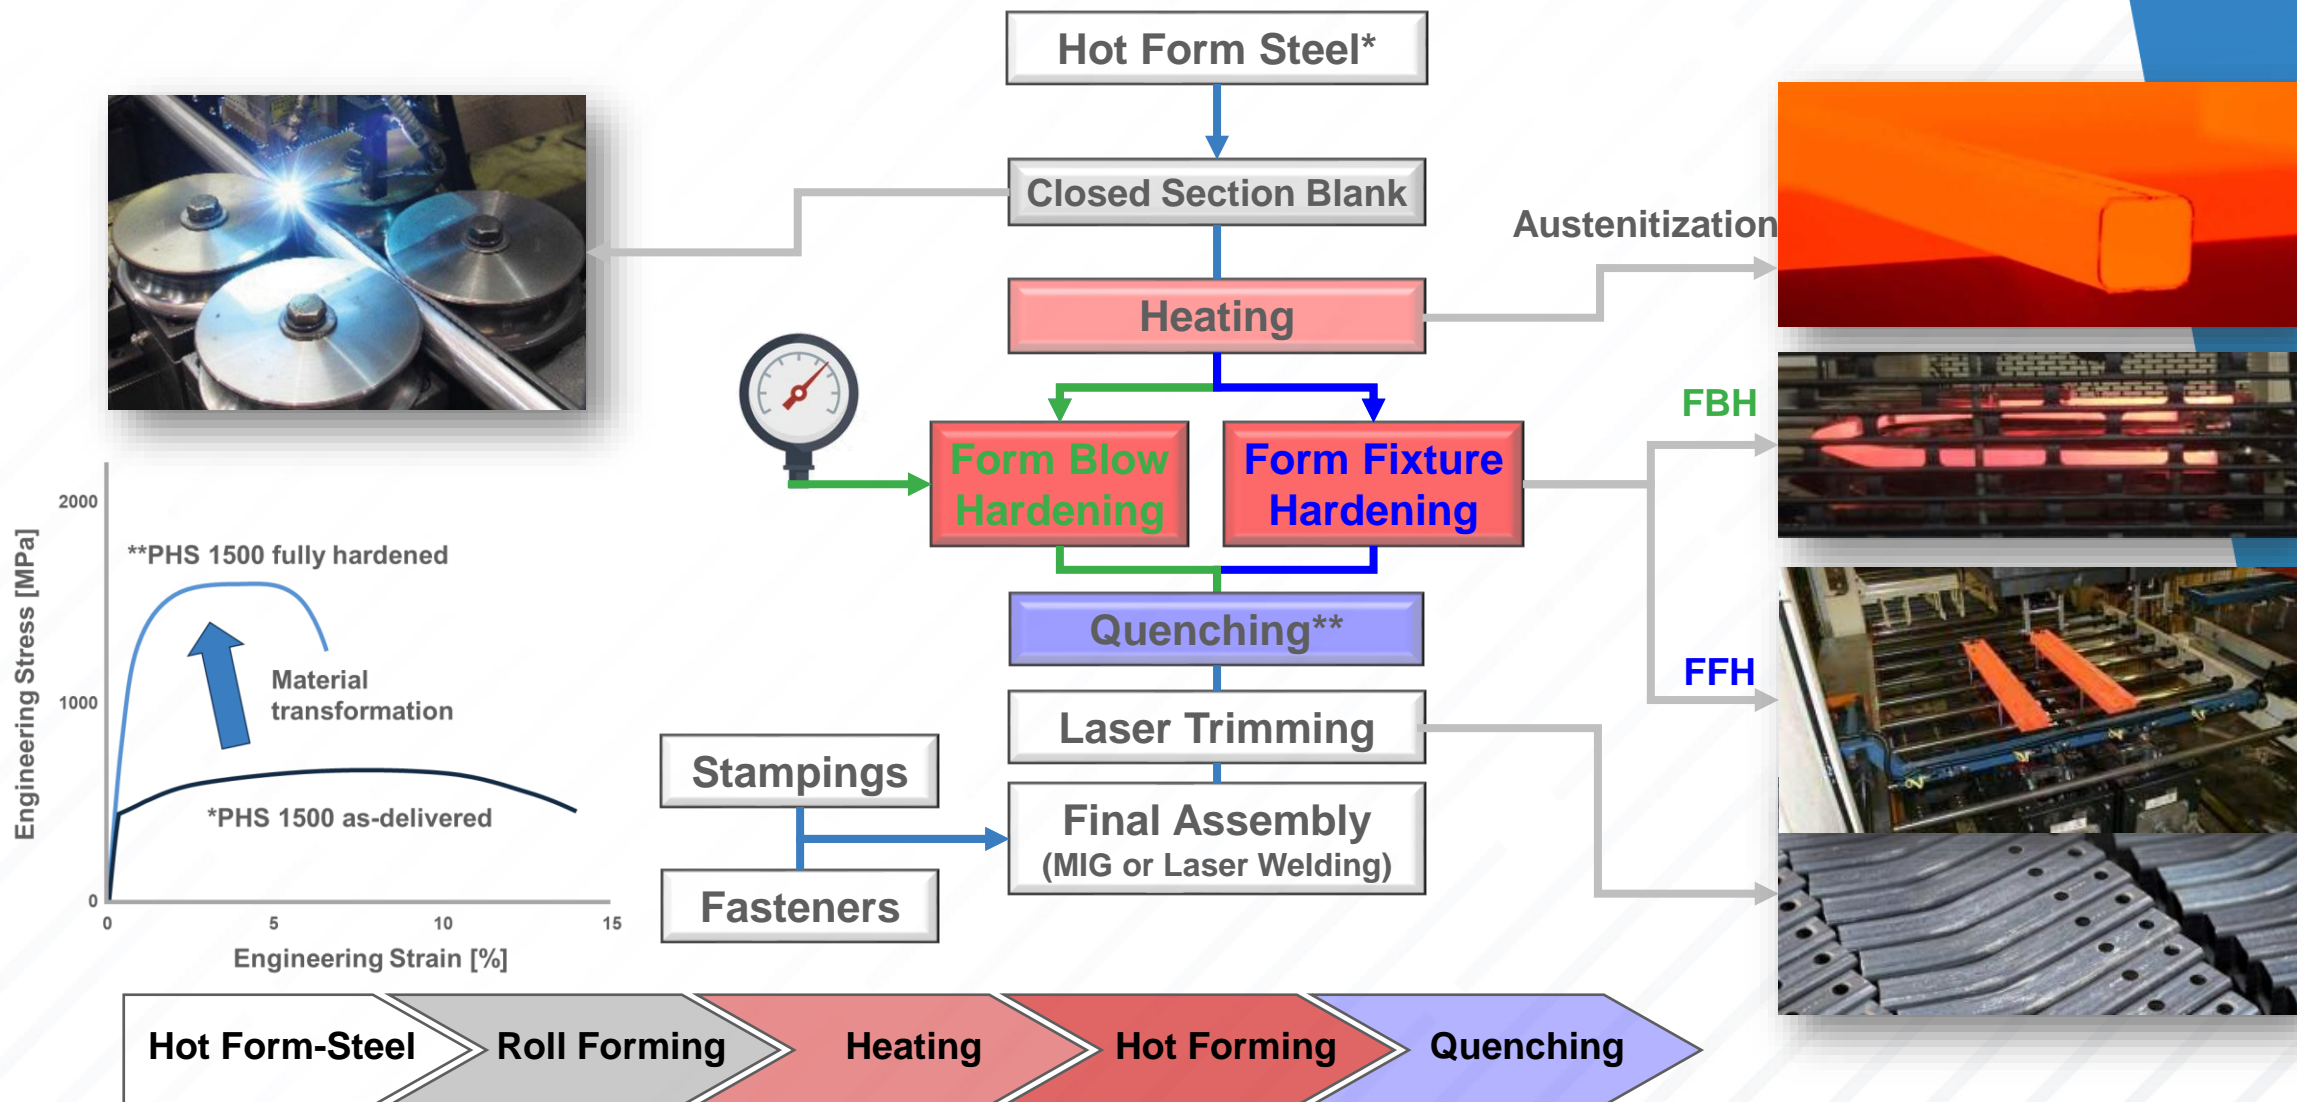 Hot Form Steel*
Closed Section Blank
Austenitization
Heating
FBH
Form Blow
Hardening
Form Fixture
Hardening
Quenching**
FFH
Laser Trimming
Stampings
Final Assembly
(MIG or Laser Welding)
Fasteners
Engineering Stress [MPa]
2000
**PHS 1500 fully hardened
Material
transformation
1000
*PHS 1500 as-delivered
0
0
5
10
15
Engineering Strain [%]
Hot Form-Steel
Roll Forming
Heating
Hot Forming
Quenching